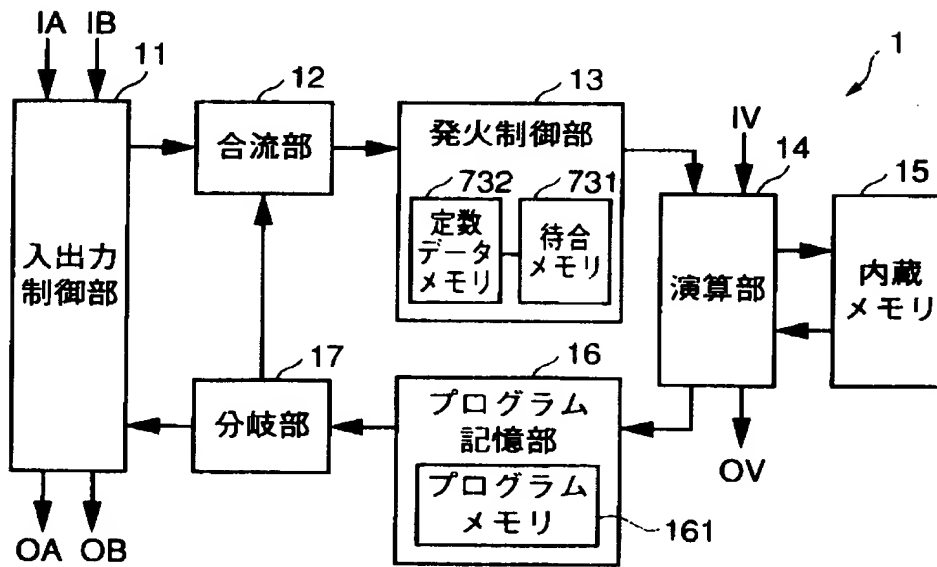 IA IB
11
12
13
1
合流部
発火制御部
IV
14
15
732
731
定数
データ
メモリ
待合
メモリ
入出力
制御部
演算部
内蔵
メモリ
17
16
分岐部
プログラム
記憶部
プログラム
メモリ
161
OV
OA OB